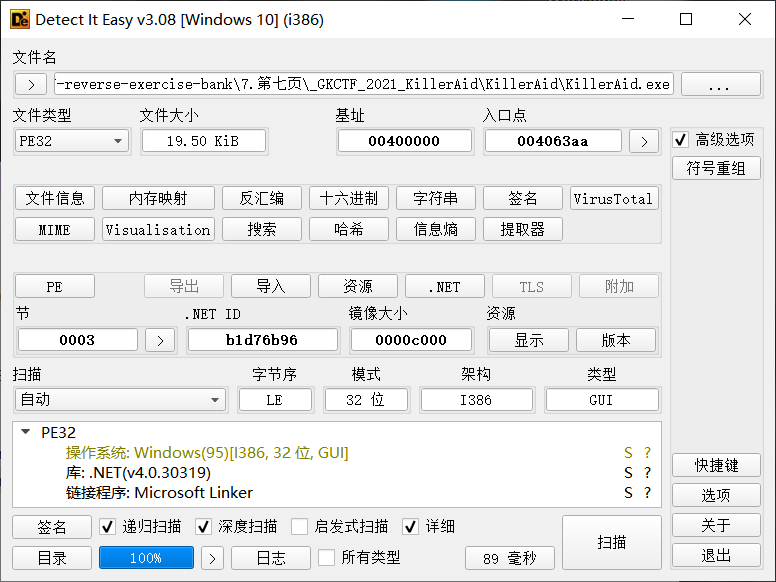 Detect It Easy v3.08 [Windows 10] (i386)
文件名
> -reverse-exercise-bank\7.第七页\_GKCTF_2021_KillerAid\KillerAid\KillerAid.exe ...
文件类型 文件大小 基址 入口点
PE32 19.50 KiB 00400000 004063aa > 高级选项
符号重组
文件信息 内存映射 反汇编 十六进制 字符串 签名 VirusTotal
MIME Visualisation 搜索 哈希 信息熵 提取器
PE 导出 导入 资源 .NET TLS 附加
节 .NET ID 镜像大小 资源
0003 > b1d76b96 0000c000 显示 版本
扫描 字节序 模式 架构 类型
自动 LE 32 位 I386 GUI
PE32
操作系统: Windows(95)[I386, 32 位, GUI] S ?
库: .NET(v4.0.30319) S ?
链接程序: Microsoft Linker S ?
快捷键
选项
签名 递归扫描 深度扫描 启发式扫描 详细 扫描 关于
目录 100% > 日志 所有类型 89 毫秒 退出